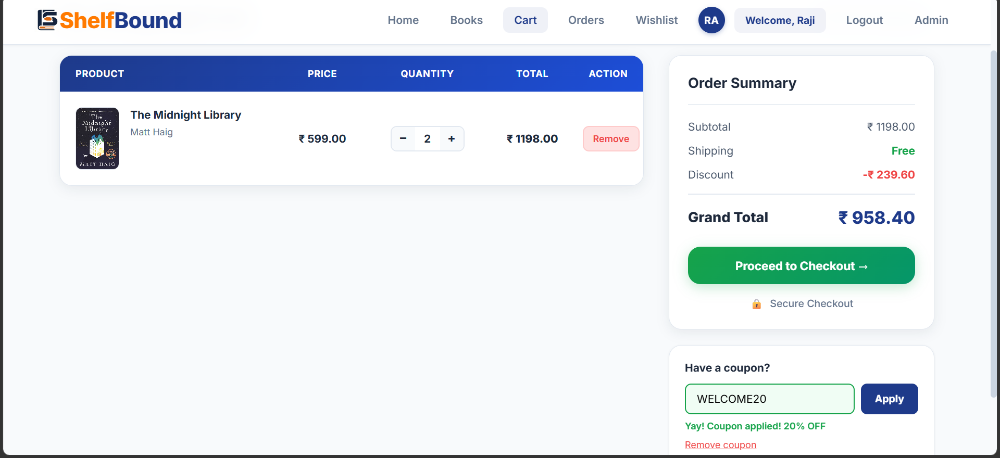 ShelfBound
Home Books Cart Orders Wishlist RA Welcome, Raji Logout Admin
PRODUCT PRICE QUANTITY TOTAL ACTION
The Midnight Library
Matt Haig
₹ 599.00 − 2 + ₹ 1198.00 Remove
The
Midnight
Library
MATT HAIG
Order Summary
Subtotal ₹ 1198.00
Shipping Free
Discount -₹ 239.60
Grand Total ₹ 958.40
Proceed to Checkout →
Secure Checkout
Have a coupon?
WELCOME20 Apply
Yay! Coupon applied! 20% OFF
Remove coupon